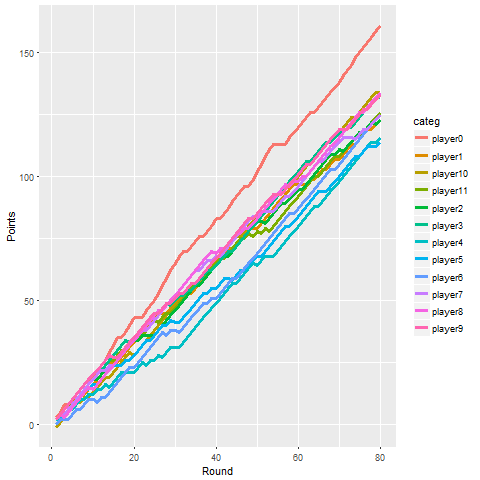 150
100
50
0
Points
0 20 40 60 80
Round
categ
player0
player1
player10
player11
player2
player3
player4
player5
player6
player7
player8
player9